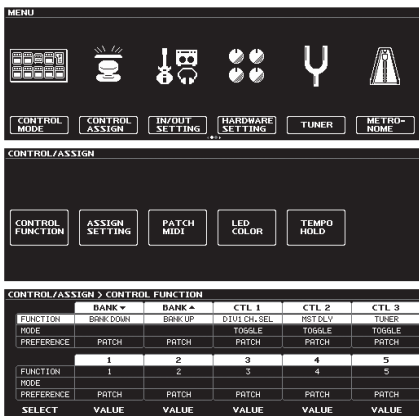 MENU
CONTROL MODE
CONTROL ASSIGN
IN/OUT SETTING
HARDWARE SETTING
TUNER
METRO-NOME
CONTROL/ASSIGN
CONTROL FUNCTION
ASSIGN SETTING
PATCH MIDI
LED COLOR
TEMPO HOLD
CONTROL/ASSIGN > CONTROL FUNCTION
BANK ▼ BANK ▲ CTL 1 CTL 2 CTL 3
FUNCTION BANK DOWN BANK UP DIV1 CH.SEL MST DLY TUNER
MODE TOGGLE TOGGLE TOGGLE
PREFERENCE PATCH PATCH PATCH PATCH PATCH
1 2 3 4 5
FUNCTION 1 2 3 4 5
MODE
PREFERENCE PATCH PATCH PATCH PATCH PATCH
SELECT VALUE VALUE VALUE VALUE VALUE